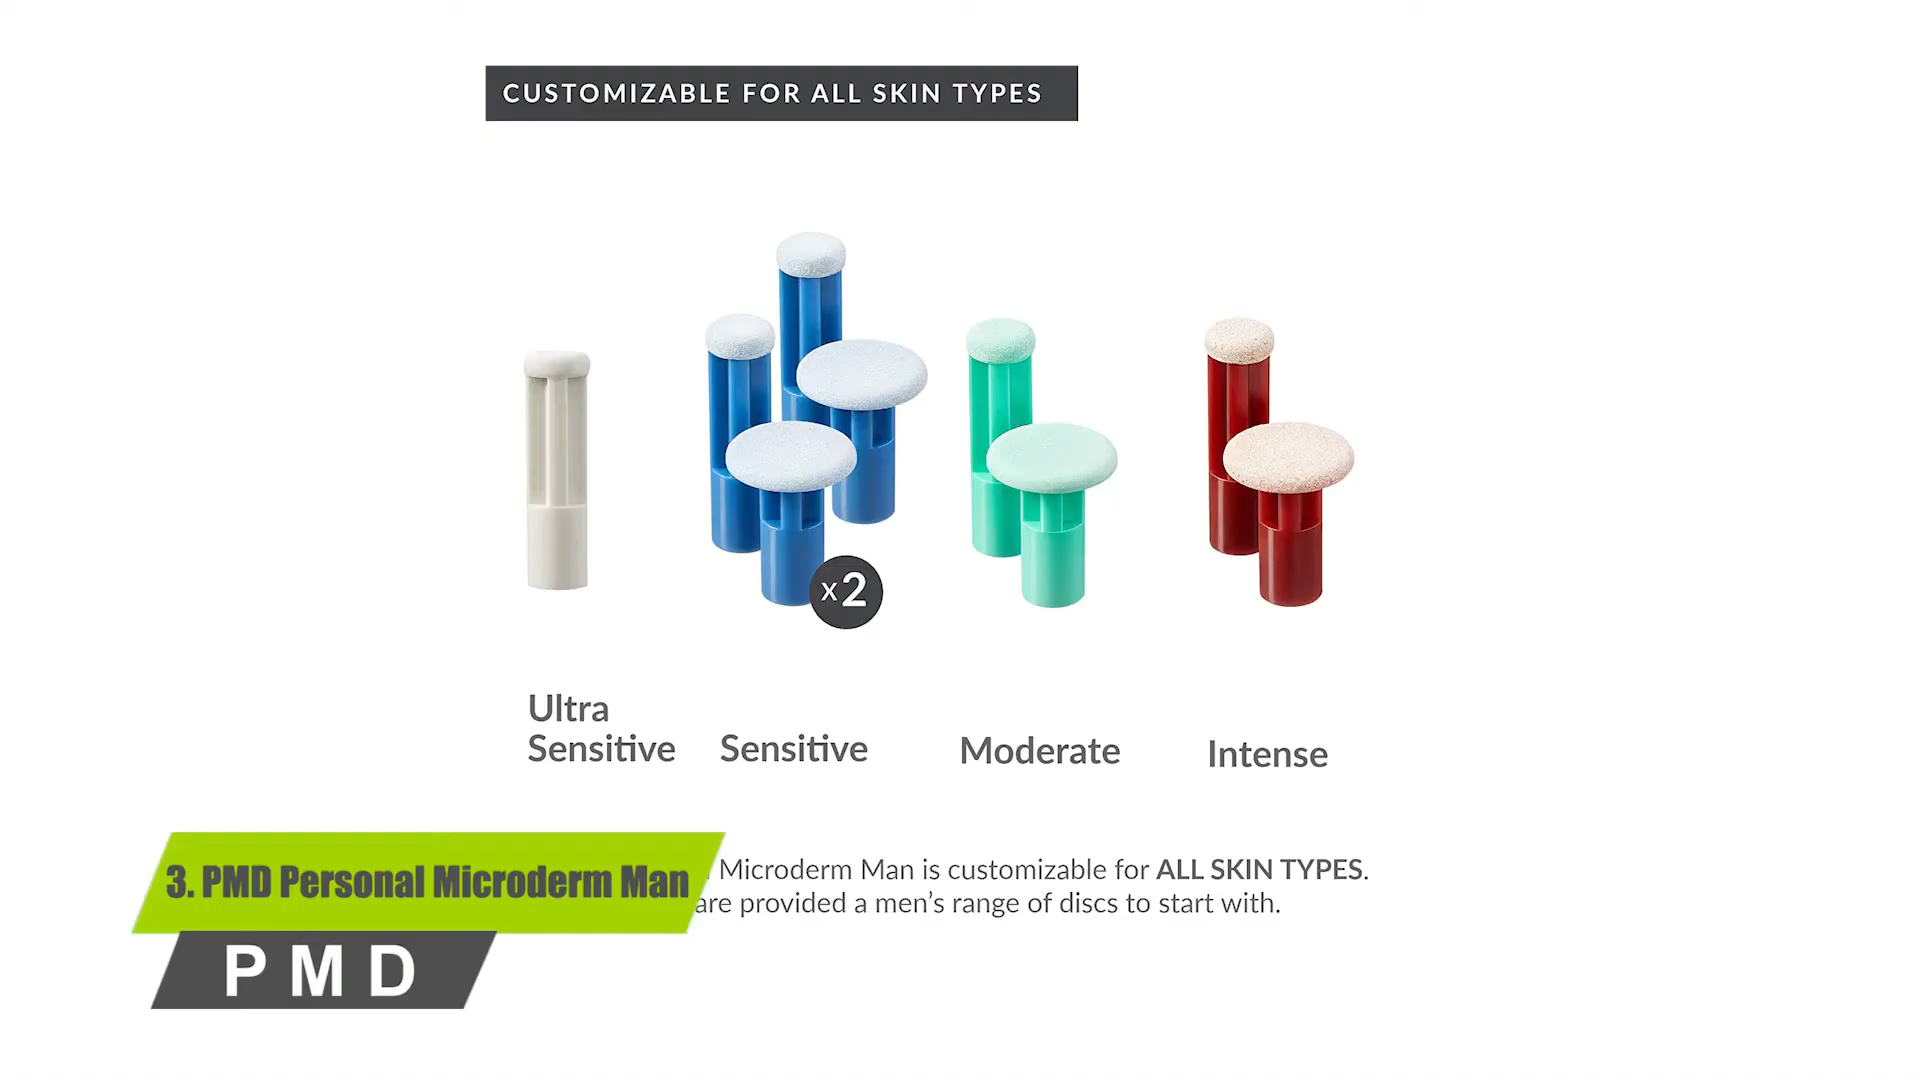 CUSTOMIZABLE FOR ALL SKIN TYPES
x2
Ultra
Sensitive
Sensitive
Moderate
Intense
Microderm Man is customizable for ALL SKIN TYPES.
are provided a men’s range of discs to start with.
3. PMD Personal Microderm Man
PMD